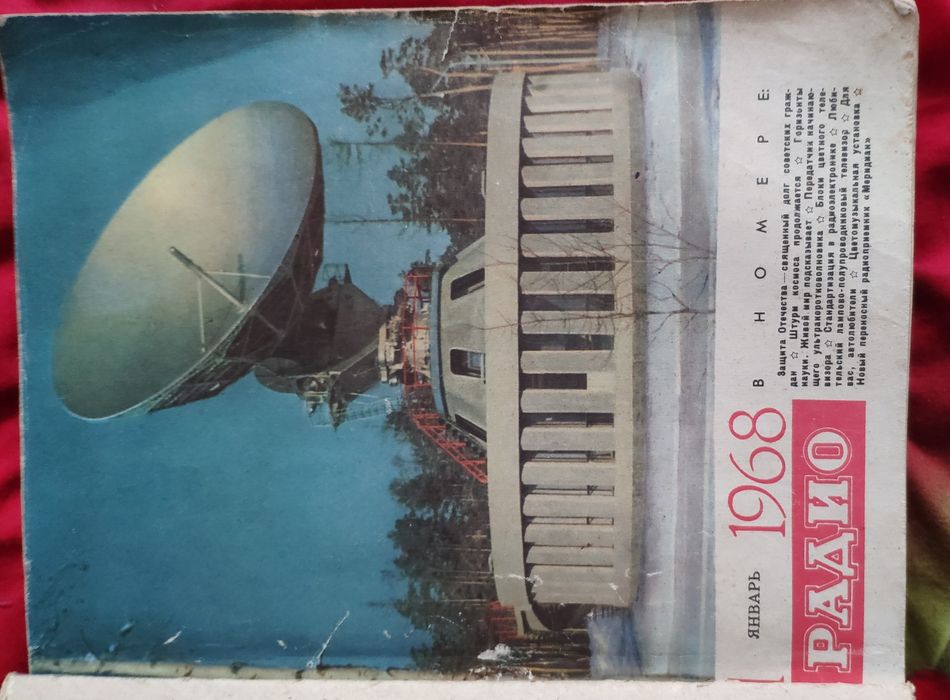 1
ЯНВАРЬ 1968
РАДИО
В НОМЕРЕ:
Защита Отечества—священный долг советских граж-
дан ☆ Штурм космоса продолжается ☆ Горизонты
науки. Живой мир подсказывает ☆ Передатчик начинаю-
щего ультракоротковолновика ☆ Блоки цветного теле-
визора ☆ Стандартизация в радиоэлектронике ☆ Люби-
тельский лампово-полупроводниковый телевизор ☆ Для
вас, автолюбители ☆ Цветомузыкальная установка ☆
Новый переносный радиоприемник «Меридиан»